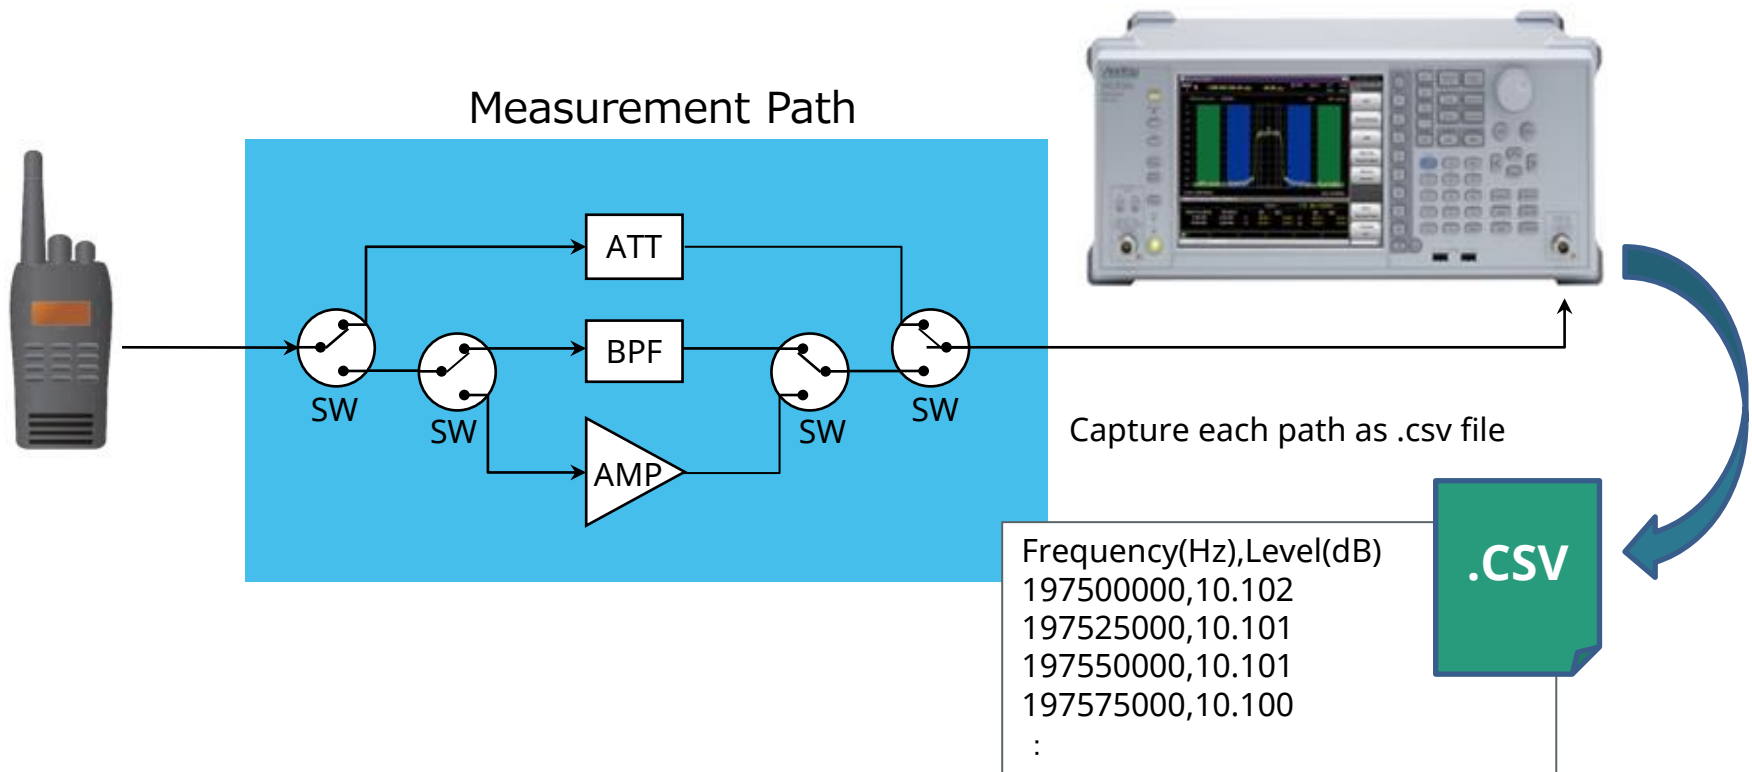 Measurement Path
ATT
BPF
AMP
SW
SW
SW
SW
Capture each path as .csv file
.CSV
Frequency(Hz),Level(dB)
197500000,10.102
197525000,10.101
197550000,10.101
197575000,10.100
: